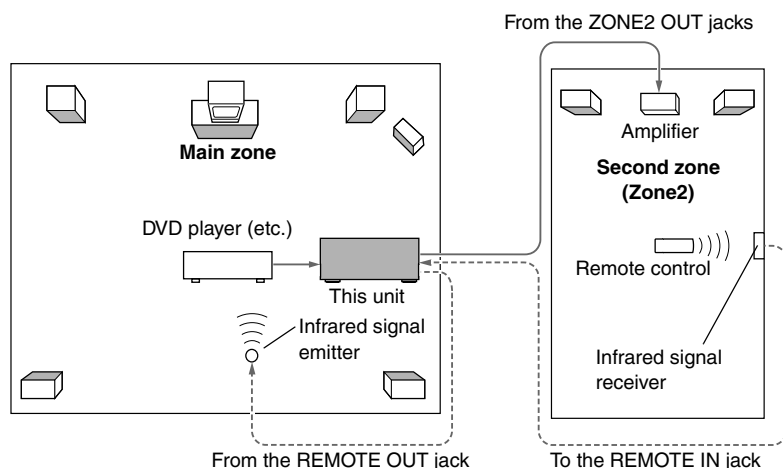 From the ZONE2 OUT jacks
Main zone
DVD player (etc.)
This unit
Infrared signal
emitter
From the REMOTE OUT jack
Amplifier
Second zone
(Zone2)
Remote control
Infrared signal
receiver
To the REMOTE IN jack